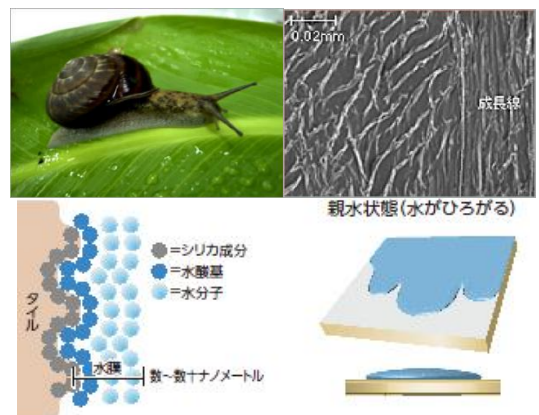 0.02mm
成長線
親水状態(水がひろがる)
=シリカ成分
=水酸基
=水分子
タイル
水膜
数〜数十ナノメートル